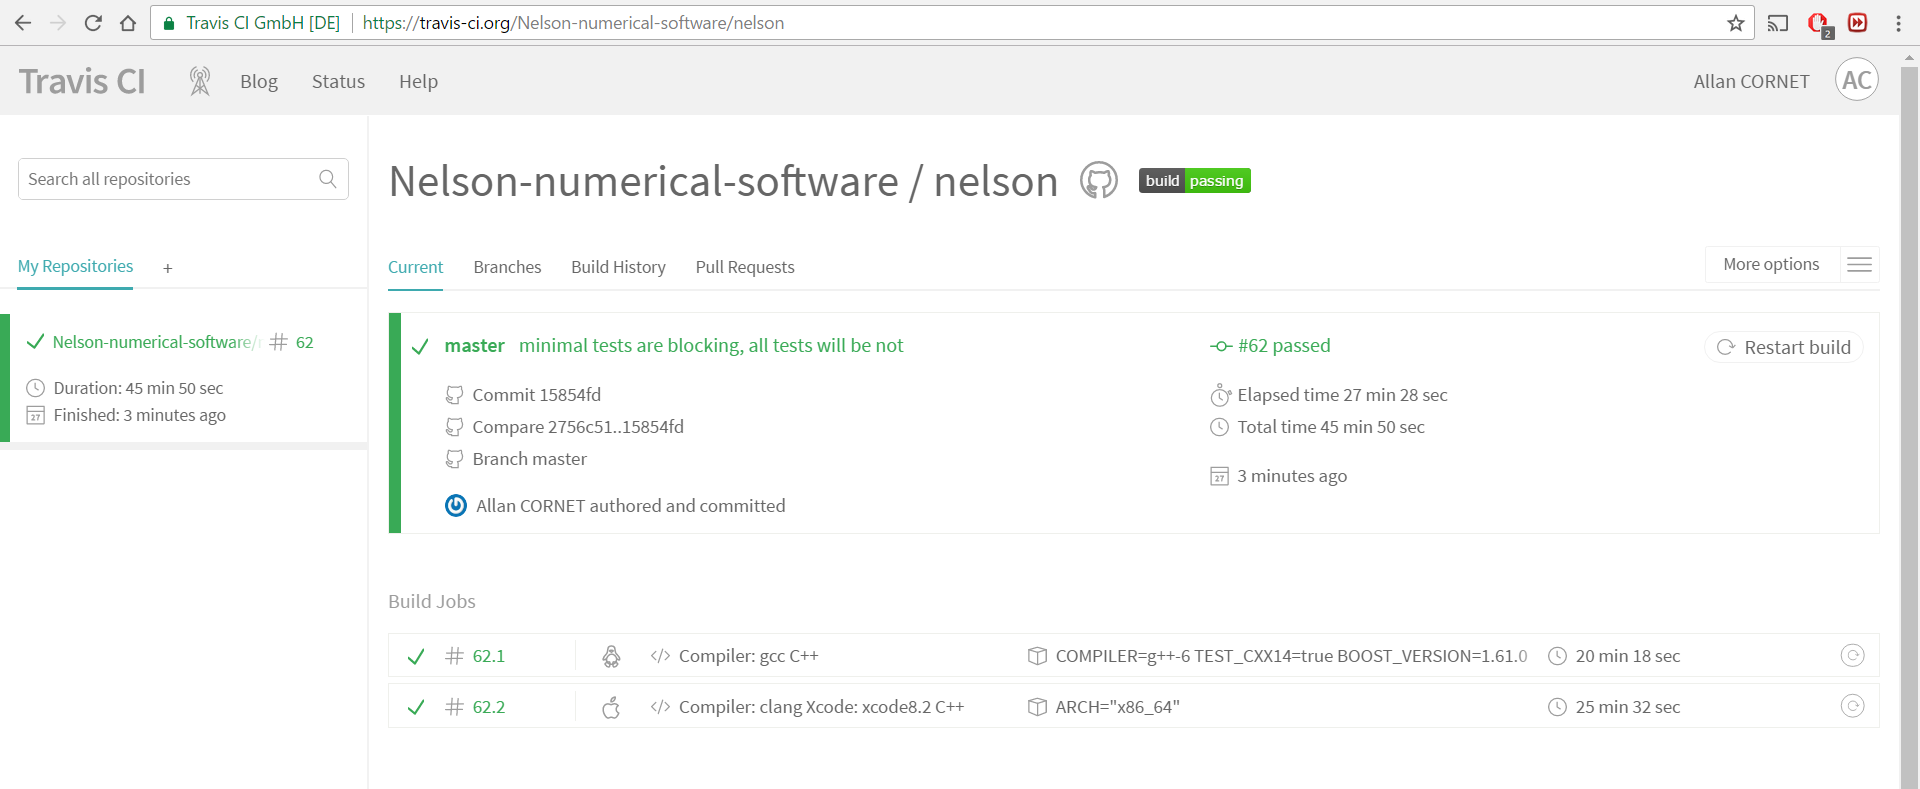 Travis CI GmbH [DE] https://travis-ci.org/Nelson-numerical-software/nelson
2
Travis CI Blog Status Help Allan CORNET AC
Search all repositories
Nelson-numerical-software / nelson build passing
My Repositories +
Current Branches Build History Pull Requests More options
Nelson-numerical-software/ # 62
Duration: 45 min 50 sec
27 Finished: 3 minutes ago
master minimal tests are blocking, all tests will be not #62 passed Restart build
Commit 15854fd Elapsed time 27 min 28 sec
Compare 2756c51..15854fd Total time 45 min 50 sec
Branch master
27 3 minutes ago
Allan CORNET authored and committed
Build Jobs
# 62.1 </> Compiler: gcc C++ COMPILER=g++-6 TEST_CXX14=true BOOST_VERSION=1.61.0 20 min 18 sec
# 62.2 </> Compiler: clang Xcode: xcode8.2 C++ ARCH="x86_64" 25 min 32 sec